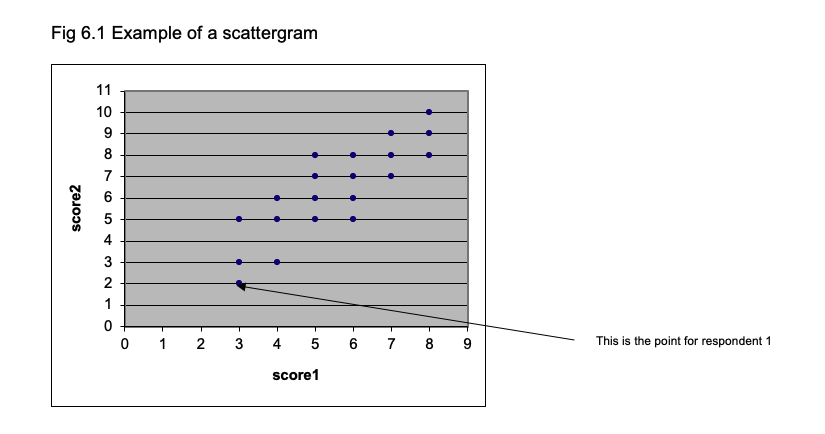 Fig 6.1 Example of a scattergram
11
10
9
8
7
6
5
4
3
2
1
0
score2
0 1 2 3 4 5 6 7 8 9
score1
This is the point for respondent 1